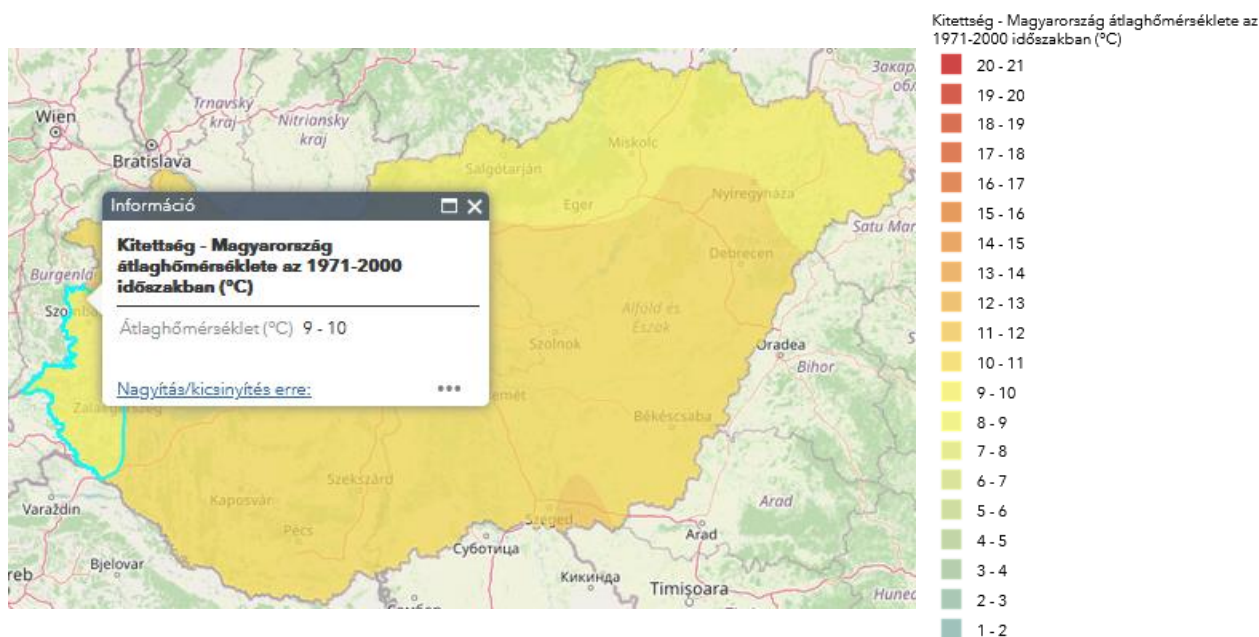 Kitettség - Magyarország átlaghőmérséklete az
1971-2000 időszakban (°C)
20 - 21
19 - 20
18 - 19
17 - 18
16 - 17
15 - 16
14 - 15
13 - 14
12 - 13
11 - 12
10 - 11
9 - 10
8 - 9
7 - 8
6 - 7
5 - 6
4 - 5
3 - 4
2 - 3
1 - 2
Wien
Trnavský
kraj
Nitriansky
kraj
Bratislava
Salgótarján
Miskolc
Eger
Nyíregyháza
Satu Mar
Debrecen
Információ
Kitettség - Magyarország
átlaghőmérséklete az 1971-2000
időszakban (°C)
Átlaghőmérséklet (°C) 9 - 10
Nagyítás/kicsinyítés erre:
Burgenla
Alföld és
Észak
Szolnok
Oradea
Bihor
Békéscsaba
Szekszárd
Kaposvár
Pécs
Szeged
Varaždin
Arad
Arad
Суботица
Bjelovar
reb
Кикинда
Timișoara
Hunec